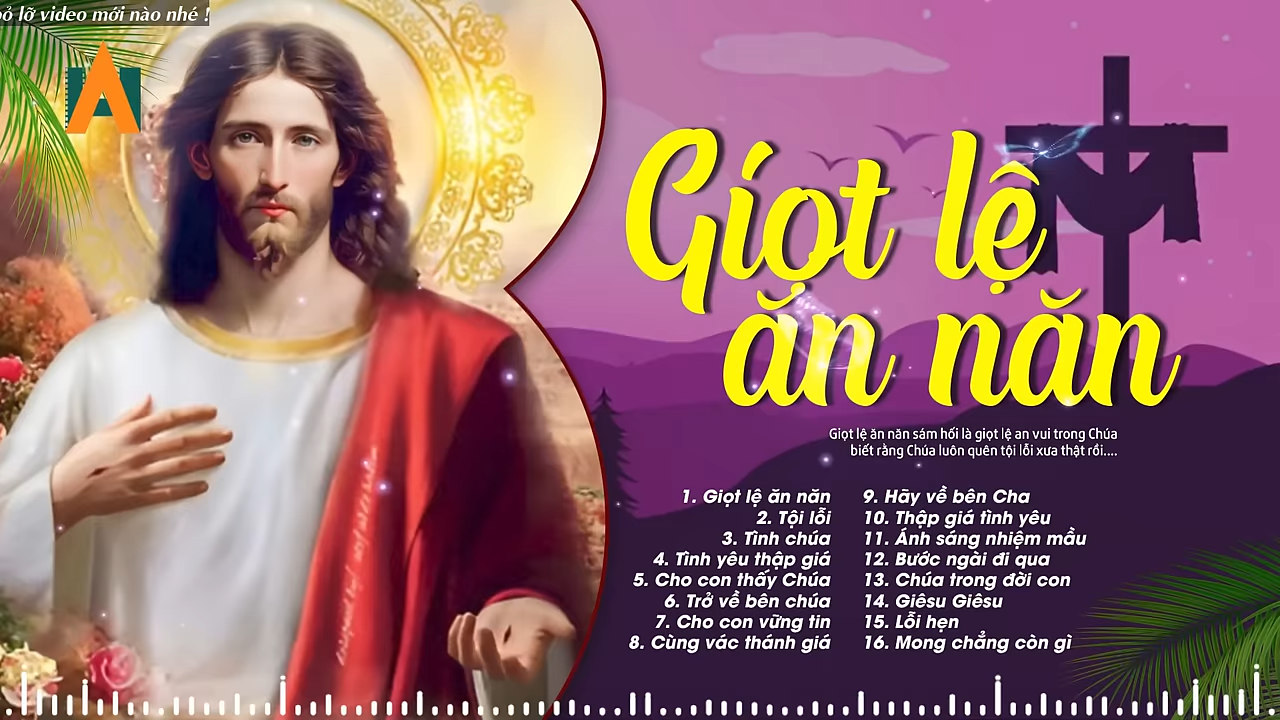 bỏ lỡ video mới nào nhé !
Giọt lệ
ăn năn
Giọt lệ ăn năn sám hối là giọt lệ an vui trong Chúa
biết rằng Chúa luôn quên tội lỗi xưa thật rồi....
1. Giọt lệ ăn năn
2. Tội lỗi
3. Tình chúa
4. Tình yêu thập giá
5. Cho con thấy Chúa
6. Trở về bên chúa
7. Cho con vững tin
8. Cùng vác thánh giá
9. Hãy về bên Cha
10. Thập giá tình yêu
11. Ánh sáng nhiệm mầu
12. Bước ngài đi qua
13. Chúa trong đời con
14. Giêsu Giêsu
15. Lỗi hẹn
16. Mong chẳng còn gì